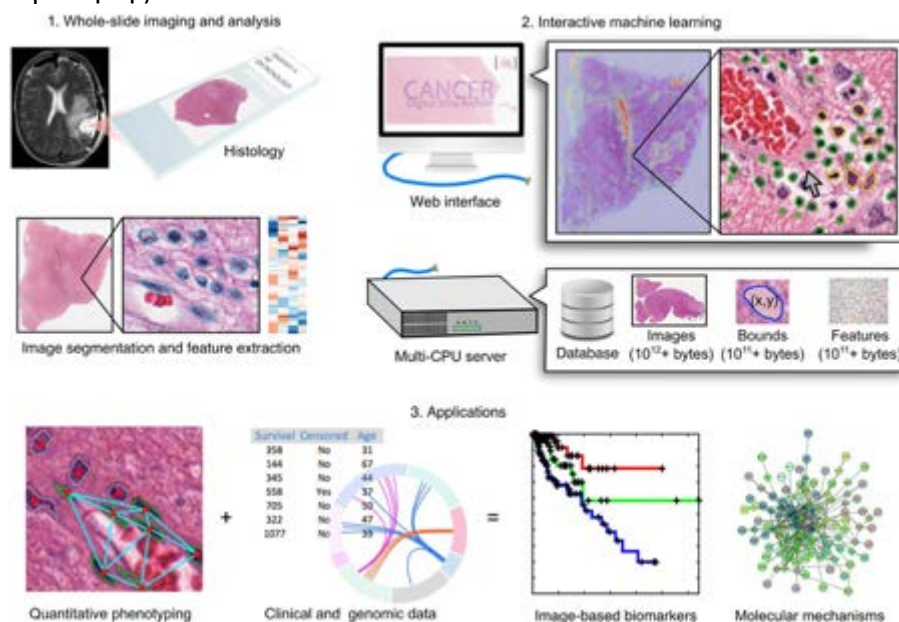 1. Whole-slide imaging and analysis
2. Interactive machine learning
Histology
CANCER
Web interface
Image segmentation and feature extraction
Multi-CPU server
Database
Images
(10¹²+ bytes)
(x,y)
Bounds
(10¹¹+ bytes)
Features
(10¹¹+ bytes)
3. Applications
Survival Censored Age
358 No 31
144 No 67
345 No 44
558 Yes 37
705 No 50
322 No 47
1077 No 39
+
=
Quantitative phenotyping
Clinical and genomic data
Image-based biomarkers
Molecular mechanisms